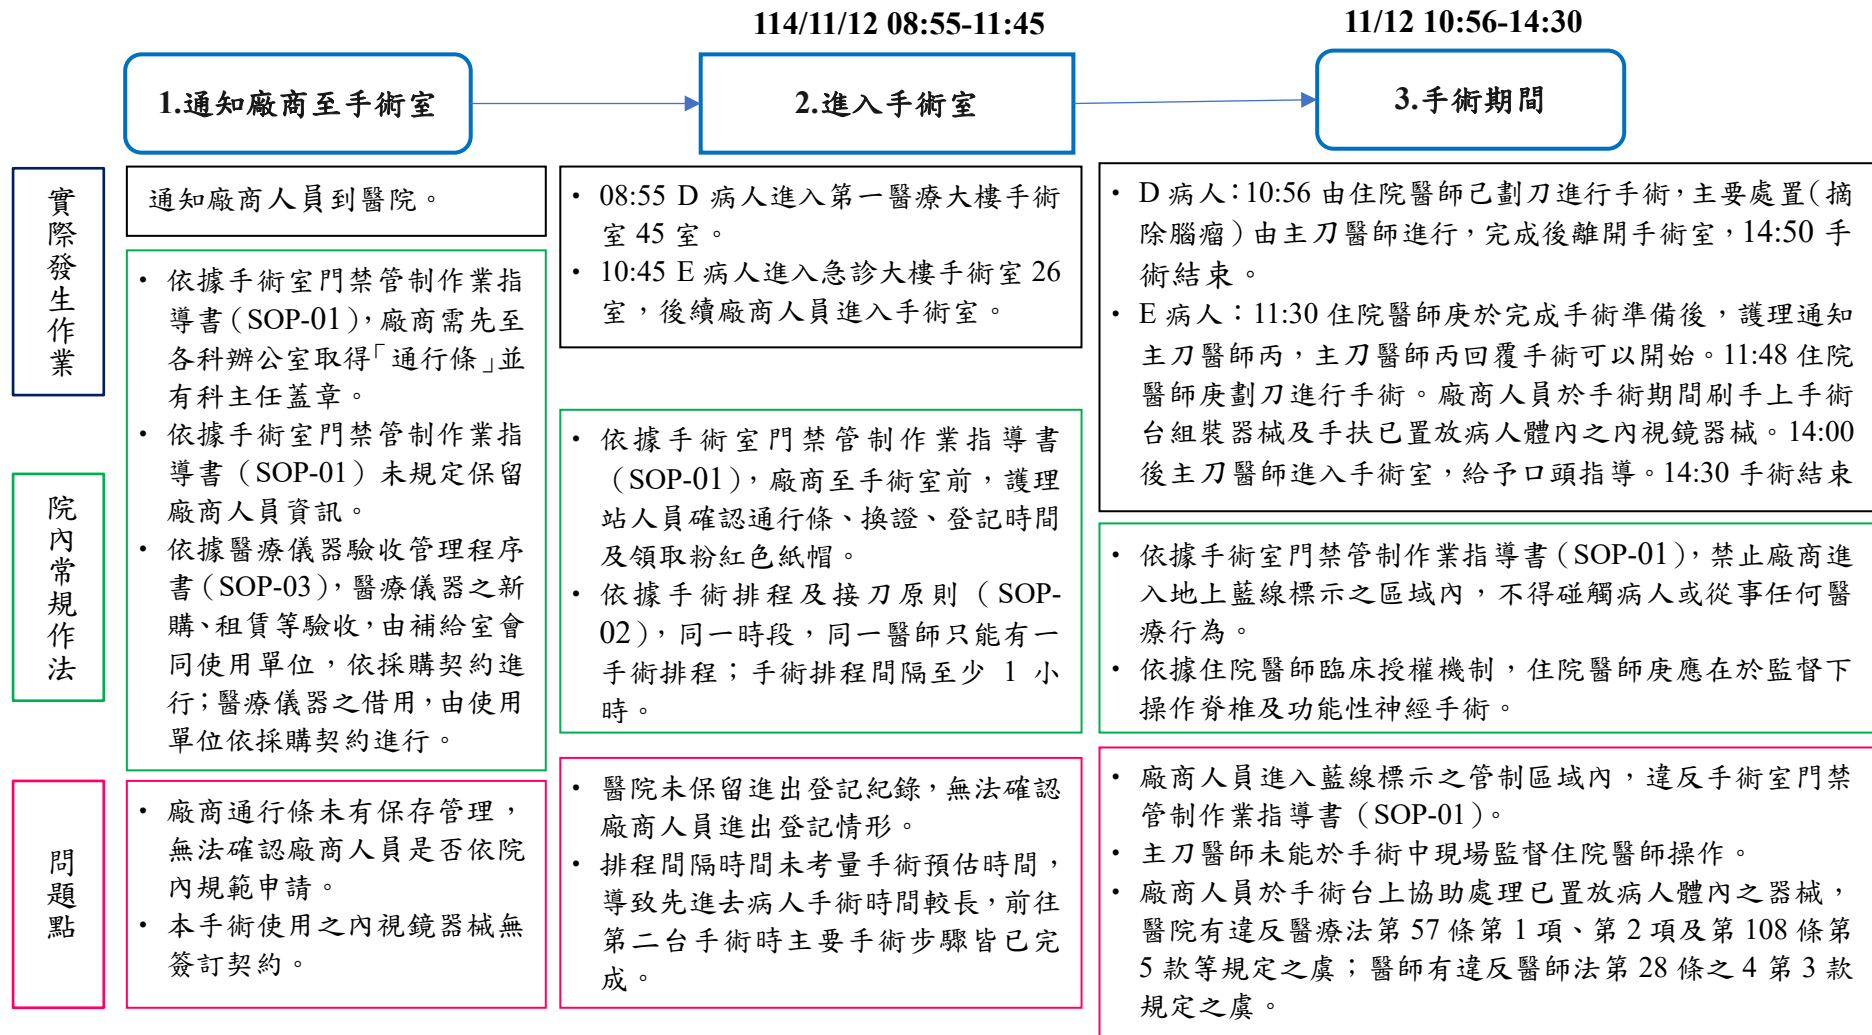 114/11/12 08:55-11:45
11/12 10:56-14:30
1.通知廠商至手術室
2.進入手術室
3.手術期間
實際發生作業
通知廠商人員到醫院。
• 08:55 D 病人進入第一醫療大樓手術
室 45 室。
• 10:45 E 病人進入急診大樓手術室 26
室，後續廠商人員進入手術室。
• D 病人：10:56 由住院醫師己劃刀進行手術，主要處置（摘
除腦瘤）由主刀醫師進行，完成後離開手術室，14:50 手
術結束。
• E 病人：11:30 住院醫師庚於完成手術準備後，護理通知
主刀醫師丙，主刀醫師丙回覆手術可以開始。11:48 住院
醫師庚劃刀進行手術。廠商人員於手術期間刷手上手術
台組裝器械及手扶已置放病人體內之內視鏡器械。14:00
後主刀醫師進入手術室，給予口頭指導。14:30 手術結束
院內常規作法
• 依據手術室門禁管制作業指
導書（SOP-01），廠商需先至
各科辦公室取得「通行條」並
有科主任蓋章。
• 依據手術室門禁管制作業指
導書（SOP-01）未規定保留
廠商人員資訊。
• 依據醫療儀器驗收管理程序
書（SOP-03），醫療儀器之新
購、租賃等驗收，由補給室會
同使用單位，依採購契約進
行；醫療儀器之借用，由使用
單位依採購契約進行。
• 依據手術室門禁管制作業指導書
（SOP-01），廠商至手術室前，護理
站人員確認通行條、換證、登記時間
及領取粉紅色紙帽。
• 依據手術排程及接刀原則（SOP-
02），同一時段，同一醫師只能有一
手術排程；手術排程間隔至少 1 小
時。
• 依據手術室門禁管制作業指導書（SOP-01），禁止廠商進
入地上藍線標示之區域內，不得碰觸病人或從事任何醫
療行為。
• 依據住院醫師臨床授權機制，住院醫師庚應在於監督下
操作脊椎及功能性神經手術。
問題點
• 廠商通行條未有保存管理，
無法確認廠商人員是否依院
內規範申請。
• 本手術使用之內視鏡器械無
簽訂契約。
• 醫院未保留進出登記紀錄，無法確認
廠商人員進出登記情形。
• 排程間隔時間未考量手術預估時間，
導致先進去病人手術時間較長，前往
第二台手術時主要手術步驟皆已完
成。
• 廠商人員進入藍線標示之管制區域內，違反手術室門禁
管制作業指導書（SOP-01）。
• 主刀醫師未能於手術中現場監督住院醫師操作。
• 廠商人員於手術台上協助處理已置放病人體內之器械，
醫院有違反醫療法第 57 條第 1 項、第 2 項及第 108 條第
5 款等規定之虞；醫師有違反醫師法第 28 條之 4 第 3 款
規定之虞。